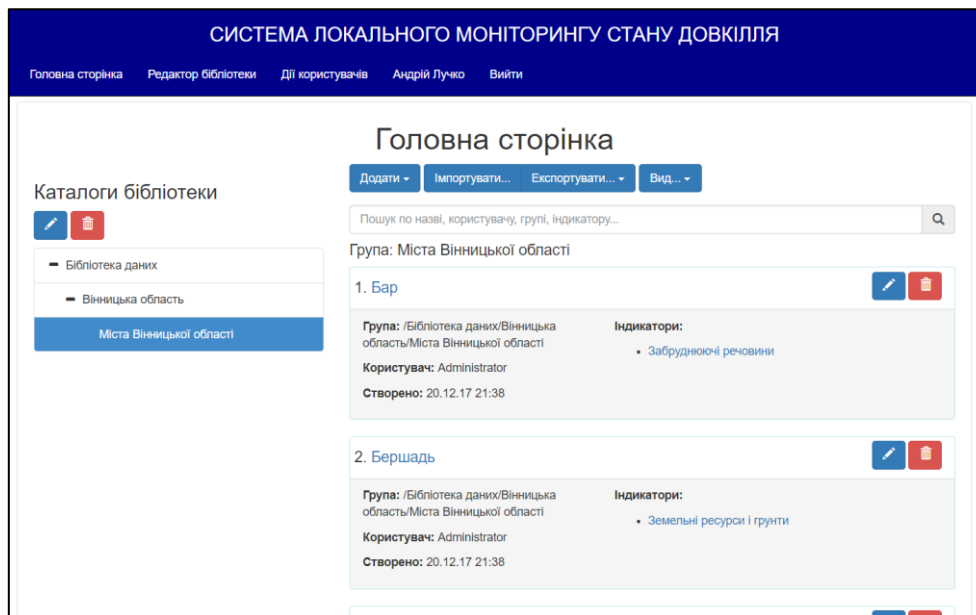 СИСТЕМА ЛОКАЛЬНОГО МОНІТОРИНГУ СТАНУ ДОВКІЛЛЯ
Головна сторінка Редактор бібліотеки Дії користувачів Андрій Лучко Вийти
Головна сторінка
Каталоги бібліотеки
Бібліотека даних
Вінницька область
Міста Вінницької області
Додати Імпортувати... Експортувати... Вид...
Пошук по назві, користувачу, групі, індикатору...
Група: Міста Вінницької області
1. Бар
Група: /Бібліотека даних/Вінницька
область/Міста Вінницької області
Користувач: Administrator
Створено: 20.12.17 21:38
Індикатори:
• Забруднюючі речовини
2. Бершадь
Група: /Бібліотека даних/Вінницька
область/Міста Вінницької області
Користувач: Administrator
Створено: 20.12.17 21:38
Індикатори:
• Земельні ресурси і грунти